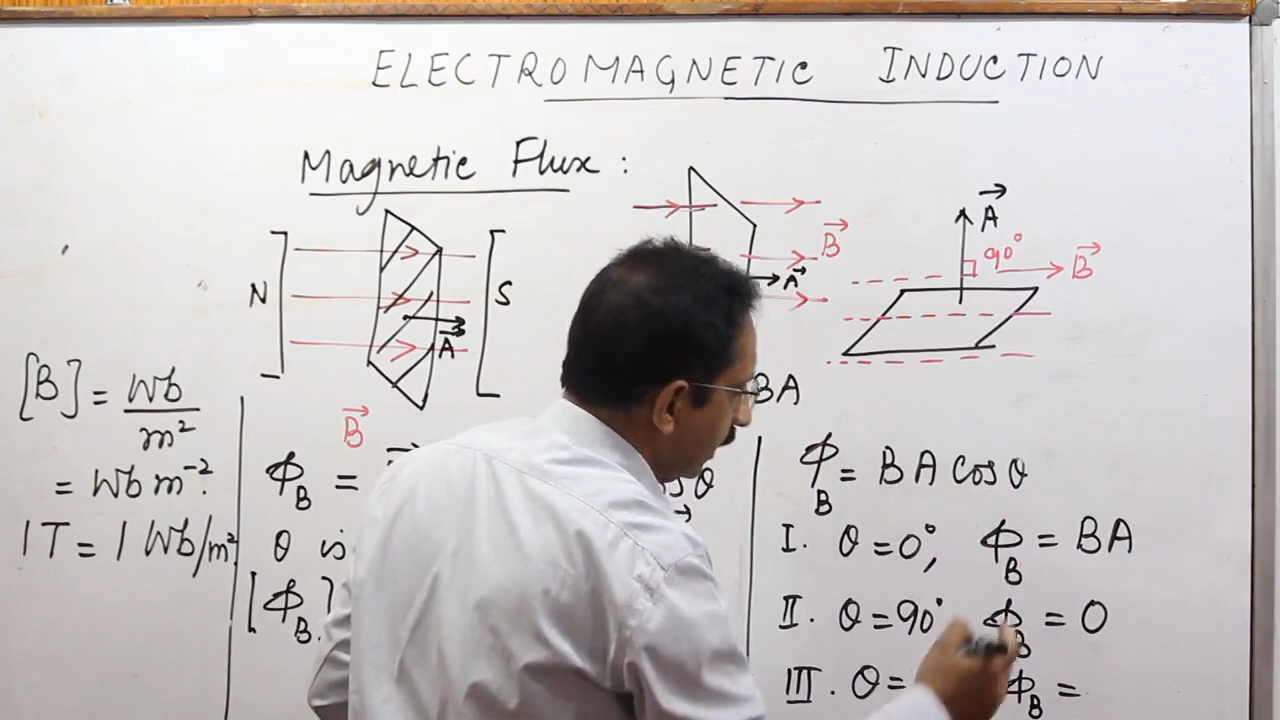 ELECTROMAGNETIC INDUCTION
Magnetic Flux :
N
S
A⃗
B⃗
B⃗
A⃗
A⃗
90°
B⃗
BA
[B] = Wb/m²
= Wb m⁻².
1T = 1 Wb/m²
ϕ_B =
θ
θ is
[ϕ_B]
ϕ_B = BA Cosθ
I. θ = 0°, ϕ_B = BA
II. θ = 90° ϕ_B = 0
III. θ = ϕ_B =